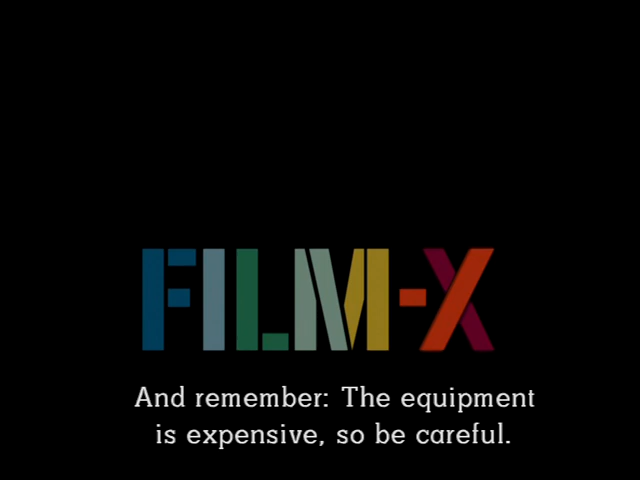 FILM-X
And remember: The equipment
is expensive, so be careful.